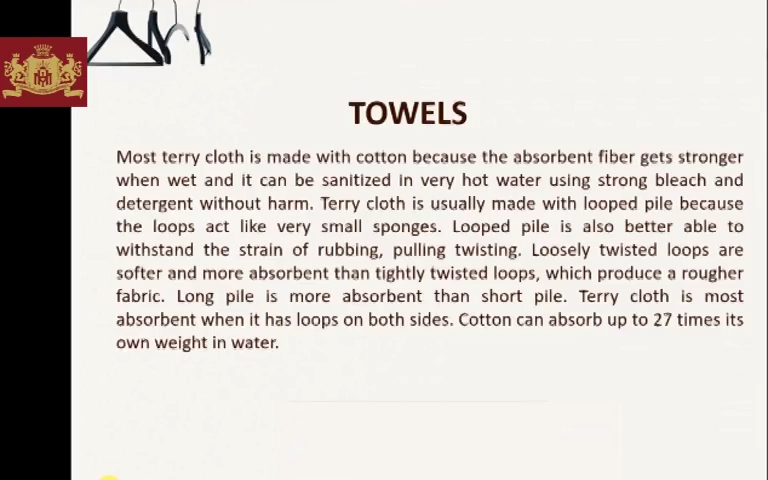 TOWELS
Most terry cloth is made with cotton because the absorbent fiber gets stronger
when wet and it can be sanitized in very hot water using strong bleach and
detergent without harm. Terry cloth is usually made with looped pile because
the loops act like very small sponges. Looped pile is also better able to
withstand the strain of rubbing, pulling twisting. Loosely twisted loops are
softer and more absorbent than tightly twisted loops, which produce a rougher
fabric. Long pile is more absorbent than short pile. Terry cloth is most
absorbent when it has loops on both sides. Cotton can absorb up to 27 times its
own weight in water.